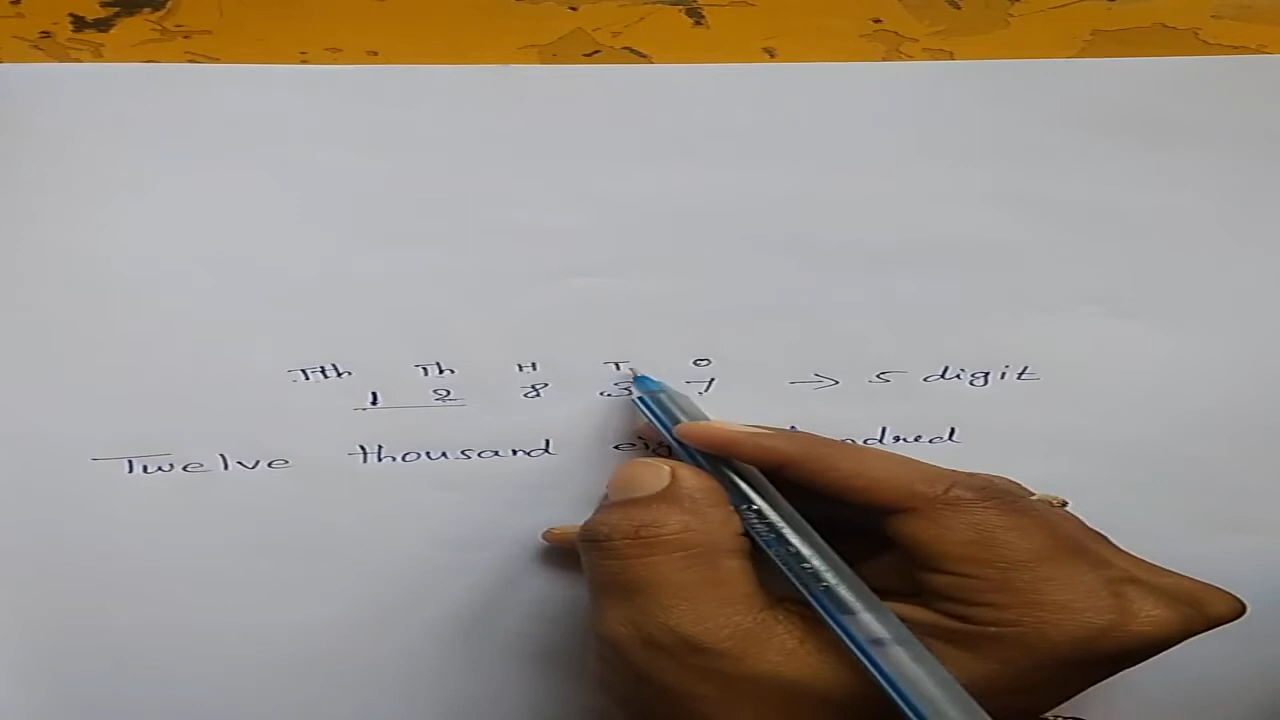 Tth Th H T O
1 2 8 3 7 → 5 digit
Twelve thousand